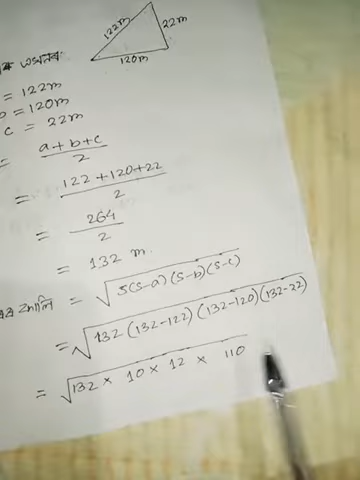 122m
22m
120m
= 122m
= 120m
c = 22m
= a+b+c / 2
= 122+120+22 / 2
= 264 / 2
= 132 m.
= √S(S-a)(S-b)(S-c)
= √132(132-122)(132-120)(132-22)
= √132 × 10 × 12 × 110